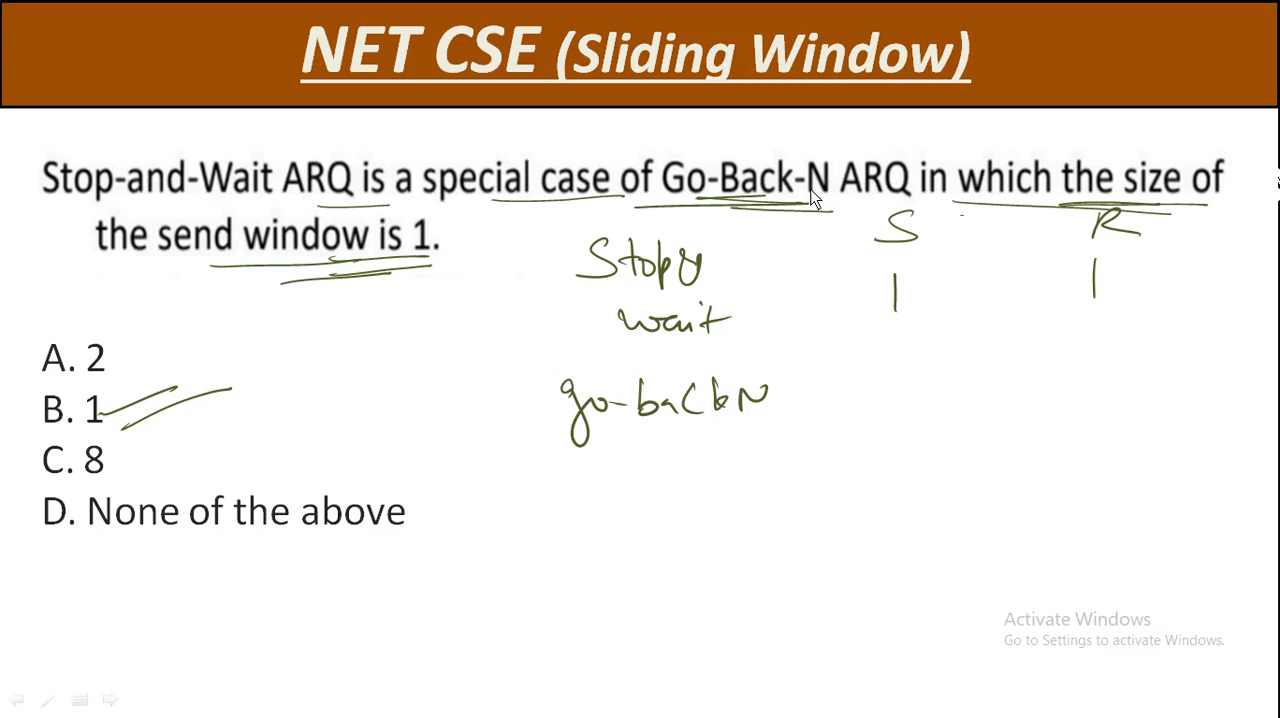 NET CSE (Sliding Window)
Stop-and-Wait ARQ is a special case of Go-Back-N ARQ in which the size of
the send window is 1.
S R
Stop &
wait
1 1
A. 2
B. 1
go-back N
C. 8
D. None of the above
Activate Windows
Go to Settings to activate Windows.